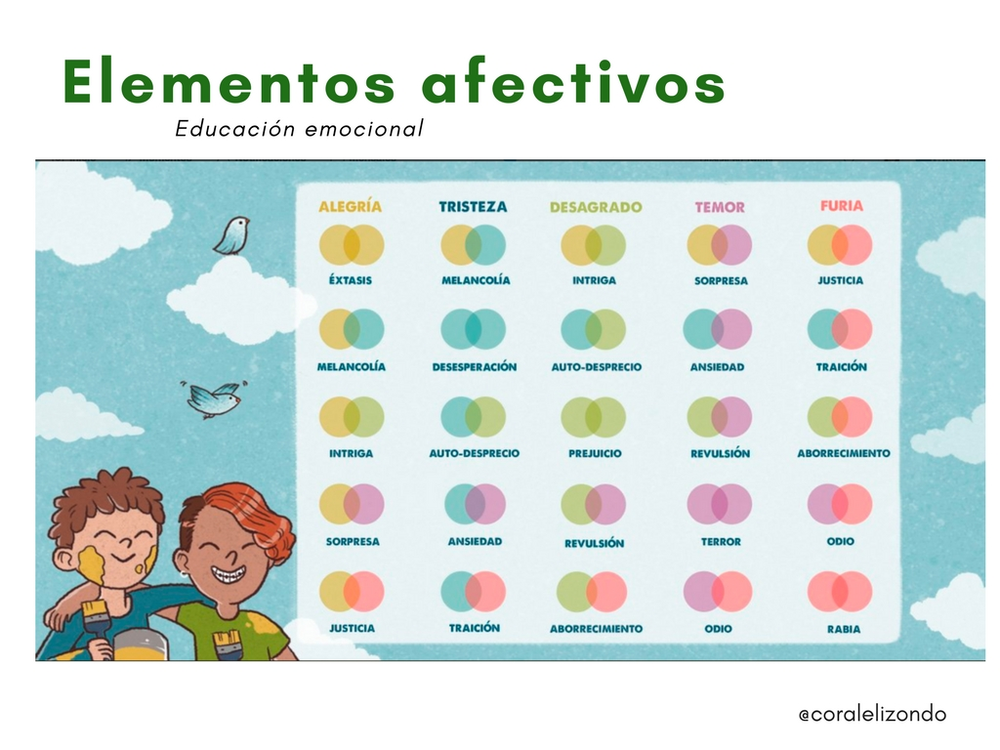 Elementos afectivos
Educación emocional
ALEGRÍA TRISTEZA DESAGRADO TEMOR FURIA
ÉXTASIS MELANCOLÍA INTRIGA SORPRESA JUSTICIA
MELANCOLÍA DESESPERACIÓN AUTO-DESPRECIO ANSIEDAD TRAICIÓN
INTRIGA AUTO-DESPRECIO PREJUICIO REVULSIÓN ABORRECIMIENTO
SORPRESA ANSIEDAD REVULSIÓN TERROR ODIO
JUSTICIA TRAICIÓN ABORRECIMIENTO ODIO RABIA
@coralelizondo